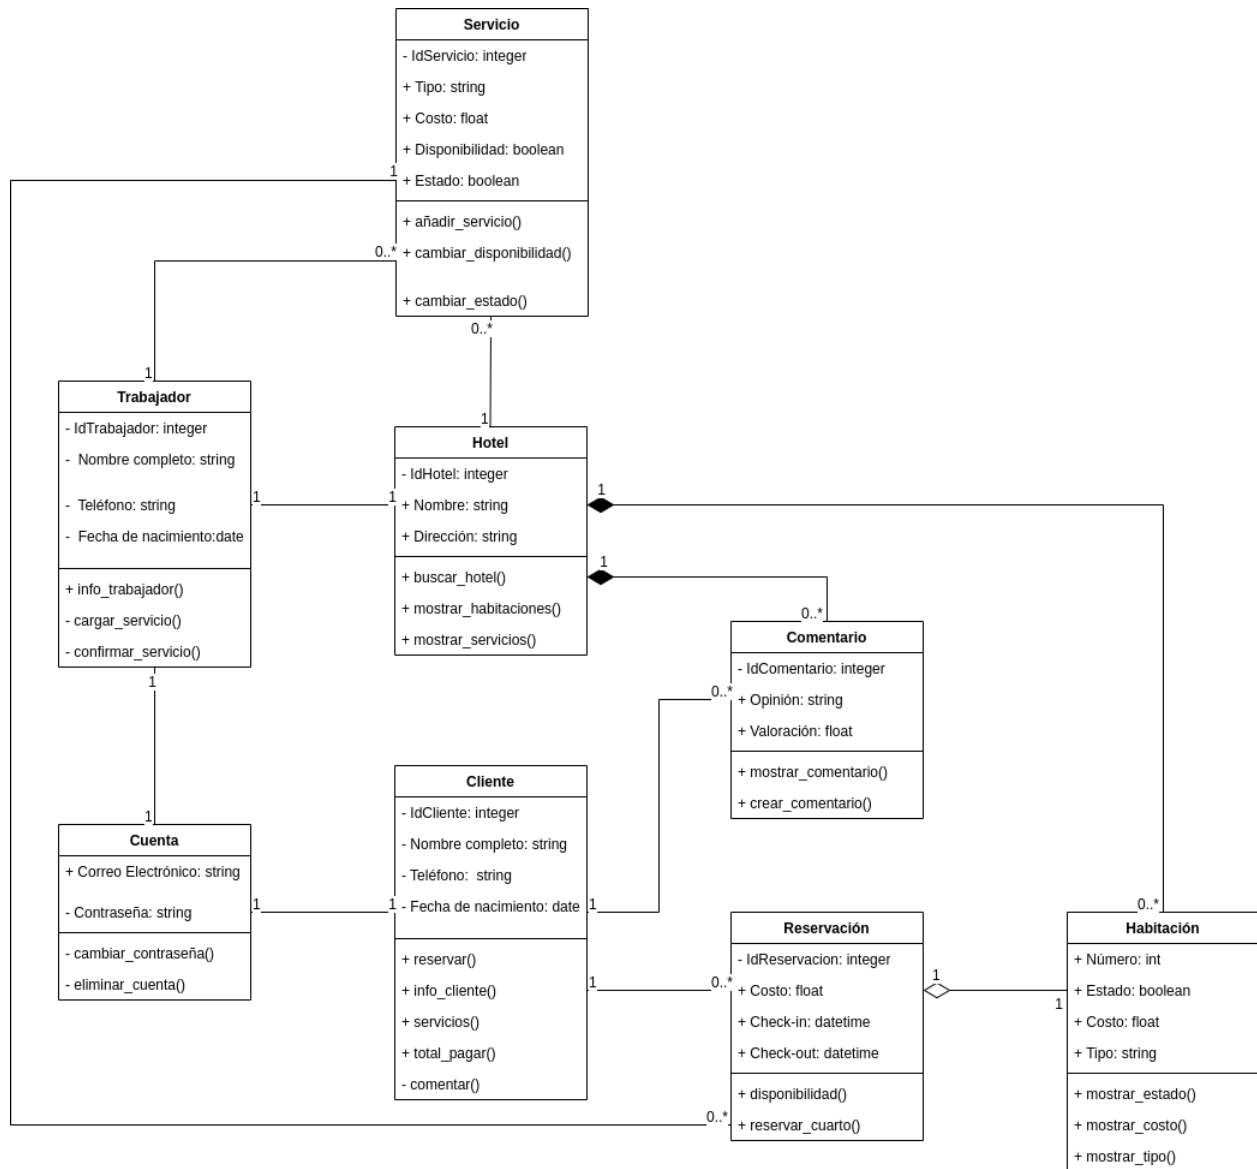 Servicio
- IdServicio: integer
+ Tipo: string
+ Costo: float
+ Disponibilidad: boolean
+ Estado: boolean
+ añadir_servicio()
+ cambiar_disponibilidad()
+ cambiar_estado()
1
0..*
0..*
1
1
Trabajador
- IdTrabajador: integer
- Nombre completo: string
- Teléfono: string
- Fecha de nacimiento:date
+ info_trabajador()
- cargar_servicio()
- confirmar_servicio()
1
1
1
1
Hotel
- IdHotel: integer
+ Nombre: string
+ Dirección: string
+ buscar_hotel()
+ mostrar_habitaciones()
+ mostrar_servicios()
1
1
0..*
0..*
Comentario
- IdComentario: integer
+ Opinión: string
+ Valoración: float
+ mostrar_comentario()
+ crear_comentario()
Cuenta
+ Correo Electrónico: string
- Contraseña: string
- cambiar_contraseña()
- eliminar_cuenta()
1
1
Cliente
- IdCliente: integer
- Nombre completo: string
- Teléfono: string
- Fecha de nacimiento: date
+ reservar()
+ info_cliente()
+ servicios()
+ total_pagar()
- comentar()
1
1
0..*
0..*
Reservación
- IdReservacion: integer
+ Costo: float
+ Check-in: datetime
+ Check-out: datetime
+ disponibilidad()
+ reservar_cuarto()
1
1
0..*
Habitación
+ Número: int
+ Estado: boolean
+ Costo: float
+ Tipo: string
+ mostrar_estado()
+ mostrar_costo()
+ mostrar_tipo()